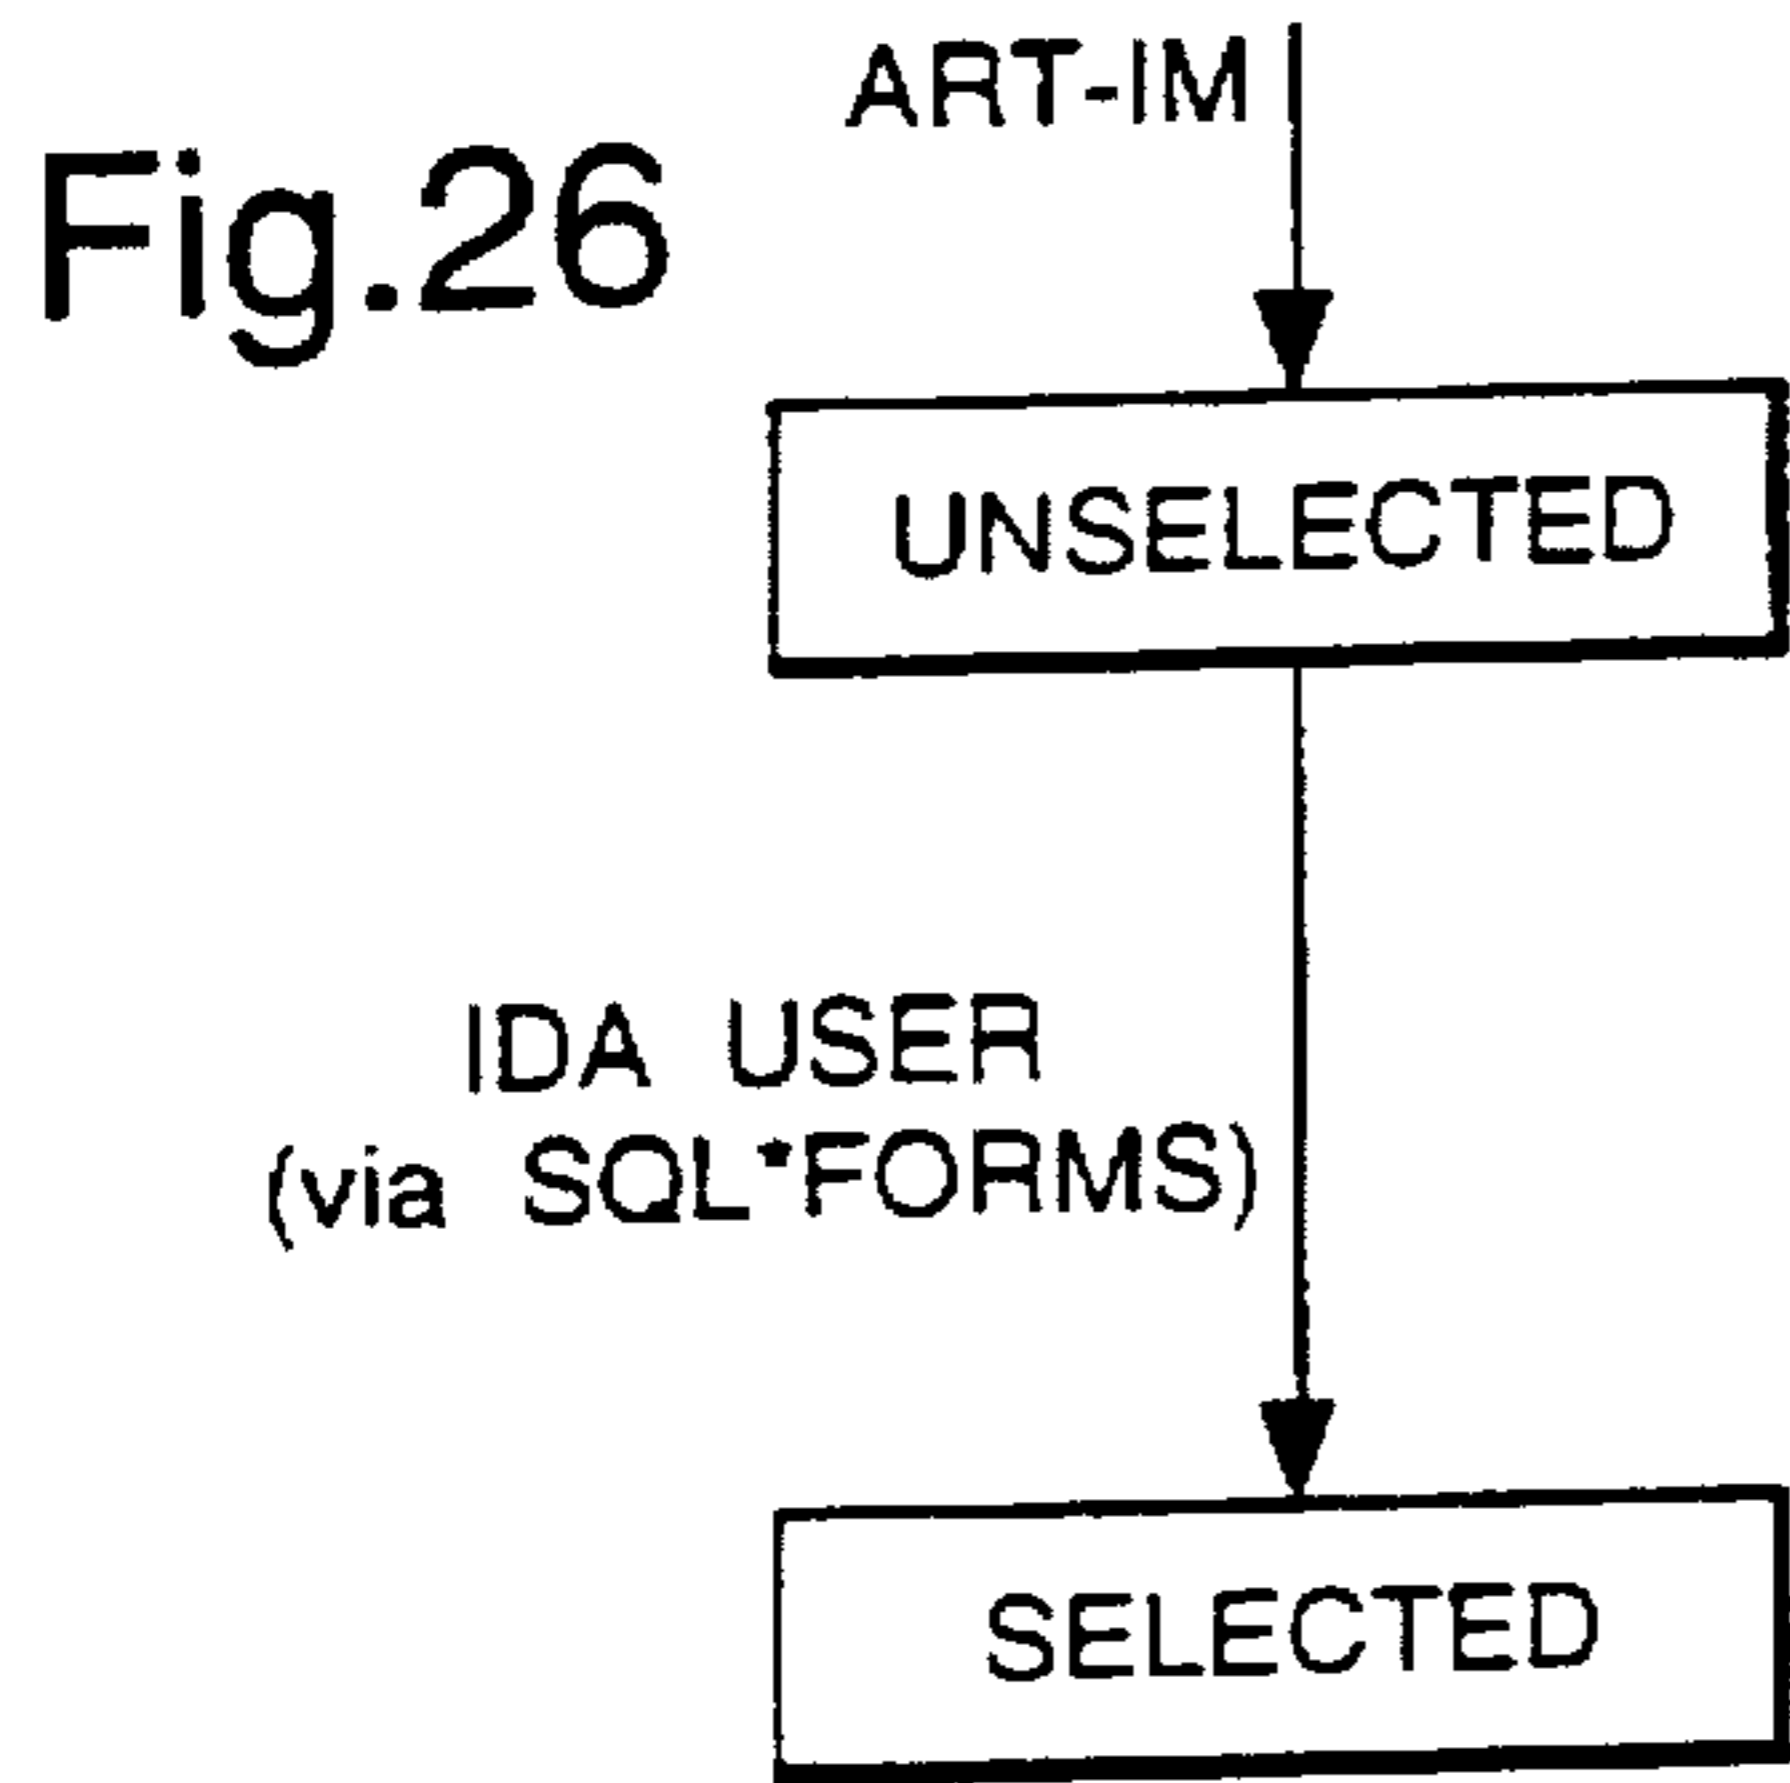 ART-IM
Fig.26
UNSELECTED
IDA USER
(via SQL*FORMS)
SELECTED